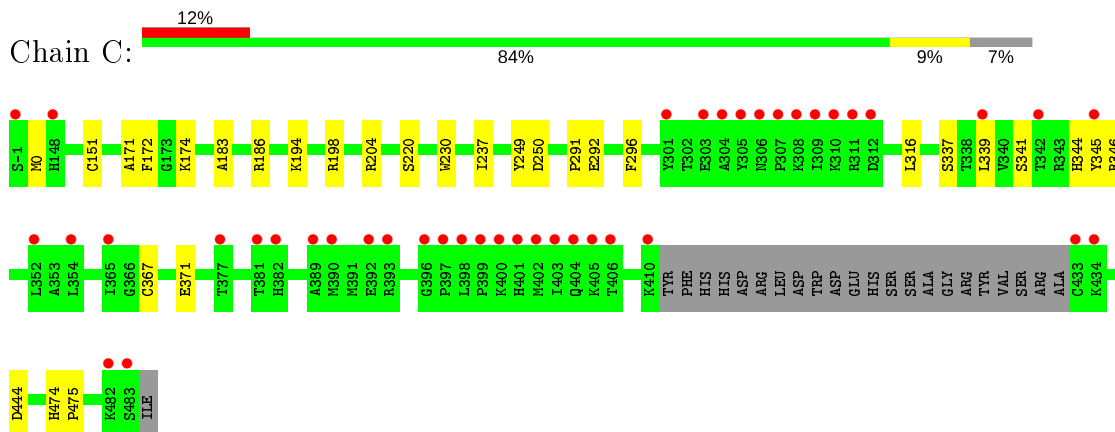 12%
Chain C:
84% 9% 7%
S-1 M0 H148 C151 A171 F172 G173 K174 A183 R186 K194 R198 R204 S220 W230 I237 Y249 D250 P291 E292 F296 Y301 T302 E303 A304 Y305 N306 P307 K308 I309 K310 R311 D312 L316 S337 T338 L339 V340 S341 T342 R343 H344 Y345
L352 A353 L354 I365 G366 C367 E371 T377 T381 H382 A389 M390 M391 E392 R393 G396 P397 L398 P399 K400 H401 M402 I403 Q404 K405 T406 K410 TYR PHE HIS HIS ASP ARG LEU ASP TRP ASP GLU HIS SER SER ALA GLY ARG TYR VAL SER ARG ALA C433 K434
D444 H474 P475 K482 S483 ILE